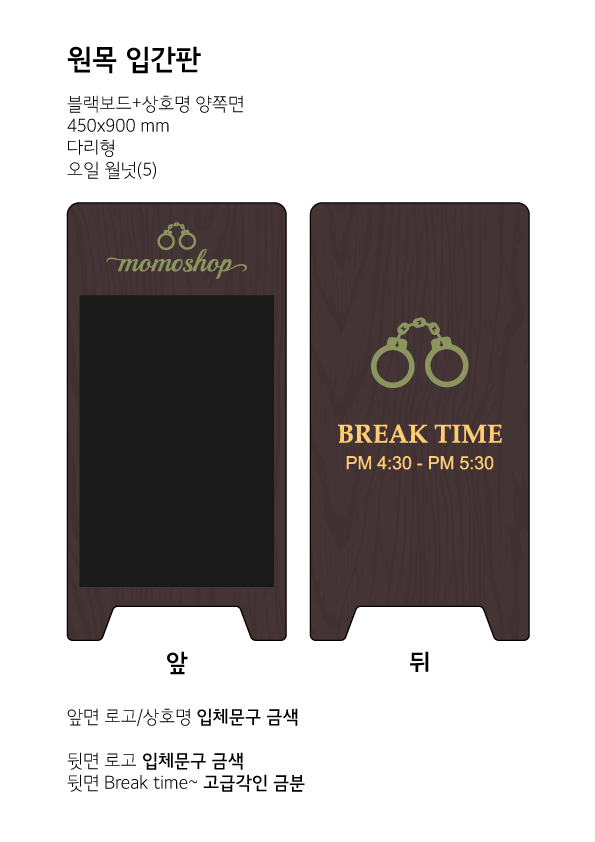 원목 입간판
블랙보드+상호명 양쪽면
450x900 mm
다리형
오일 월넛(5)
momoshop
BREAK TIME
PM 4:30 - PM 5:30
앞
뒤
앞면 로고/상호명 입체문구 금색
뒷면 로고 입체문구 금색
뒷면 Break time~ 고급각인 금분